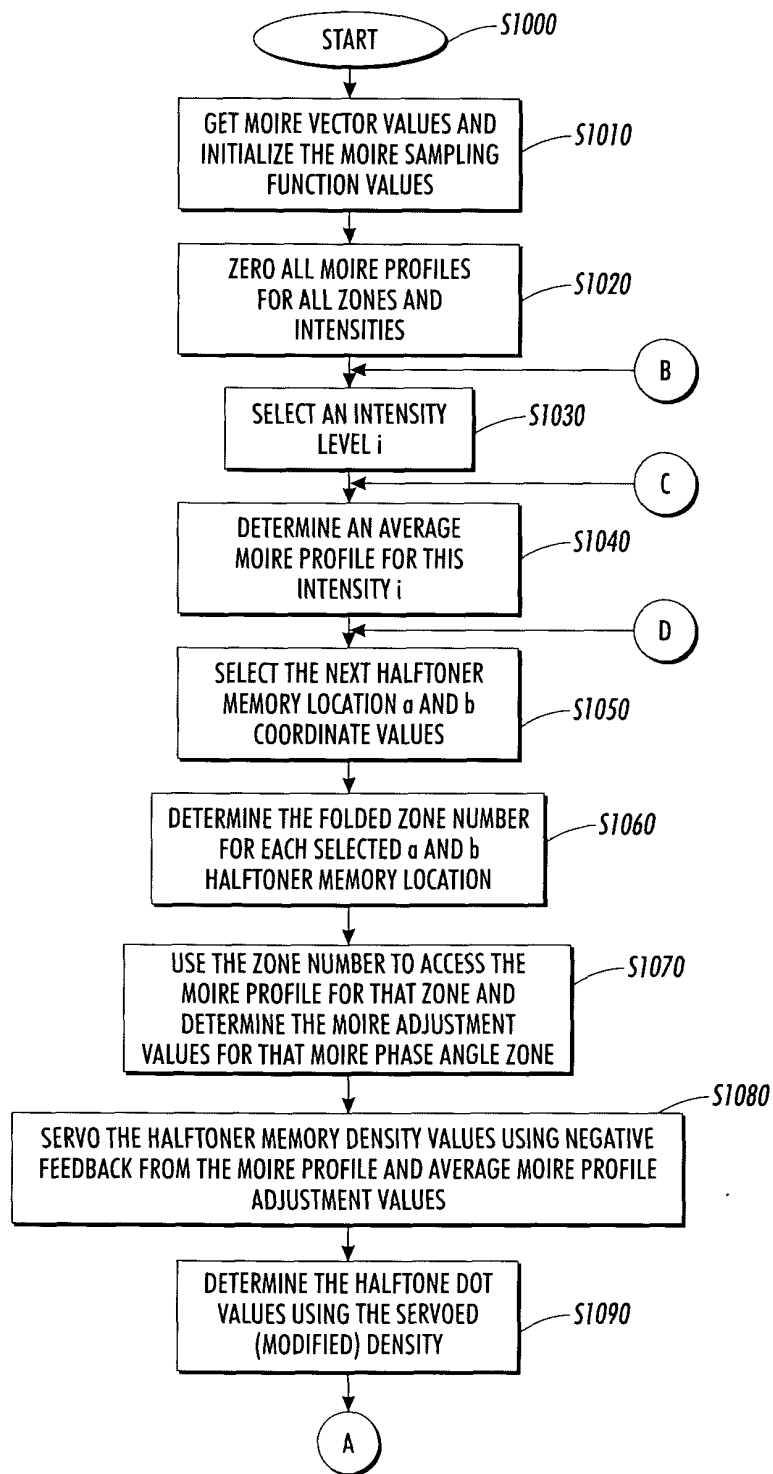 START
S1000
GET MOIRE VECTOR VALUES AND
INITIALIZE THE MOIRE SAMPLING
FUNCTION VALUES
S1010
ZERO ALL MOIRE PROFILES
FOR ALL ZONES AND
INTENSITIES
S1020
B
SELECT AN INTENSITY
LEVEL i
S1030
C
DETERMINE AN AVERAGE
MOIRE PROFILE FOR THIS
INTENSITY i
S1040
D
SELECT THE NEXT HALFTONER
MEMORY LOCATION a AND b
COORDINATE VALUES
S1050
DETERMINE THE FOLDED ZONE NUMBER
FOR EACH SELECTED a AND b
HALFTONER MEMORY LOCATION
S1060
USE THE ZONE NUMBER TO ACCESS THE
MOIRE PROFILE FOR THAT ZONE AND
DETERMINE THE MOIRE ADJUSTMENT
VALUES FOR THAT MOIRE PHASE ANGLE ZONE
S1070
SERVO THE HALFTONER MEMORY DENSITY VALUES USING NEGATIVE
FEEDBACK FROM THE MOIRE PROFILE AND AVERAGE MOIRE PROFILE
ADJUSTMENT VALUES
S1080
DETERMINE THE HALFTONE DOT
VALUES USING THE SERVOED
(MODIFIED) DENSITY
S1090
A